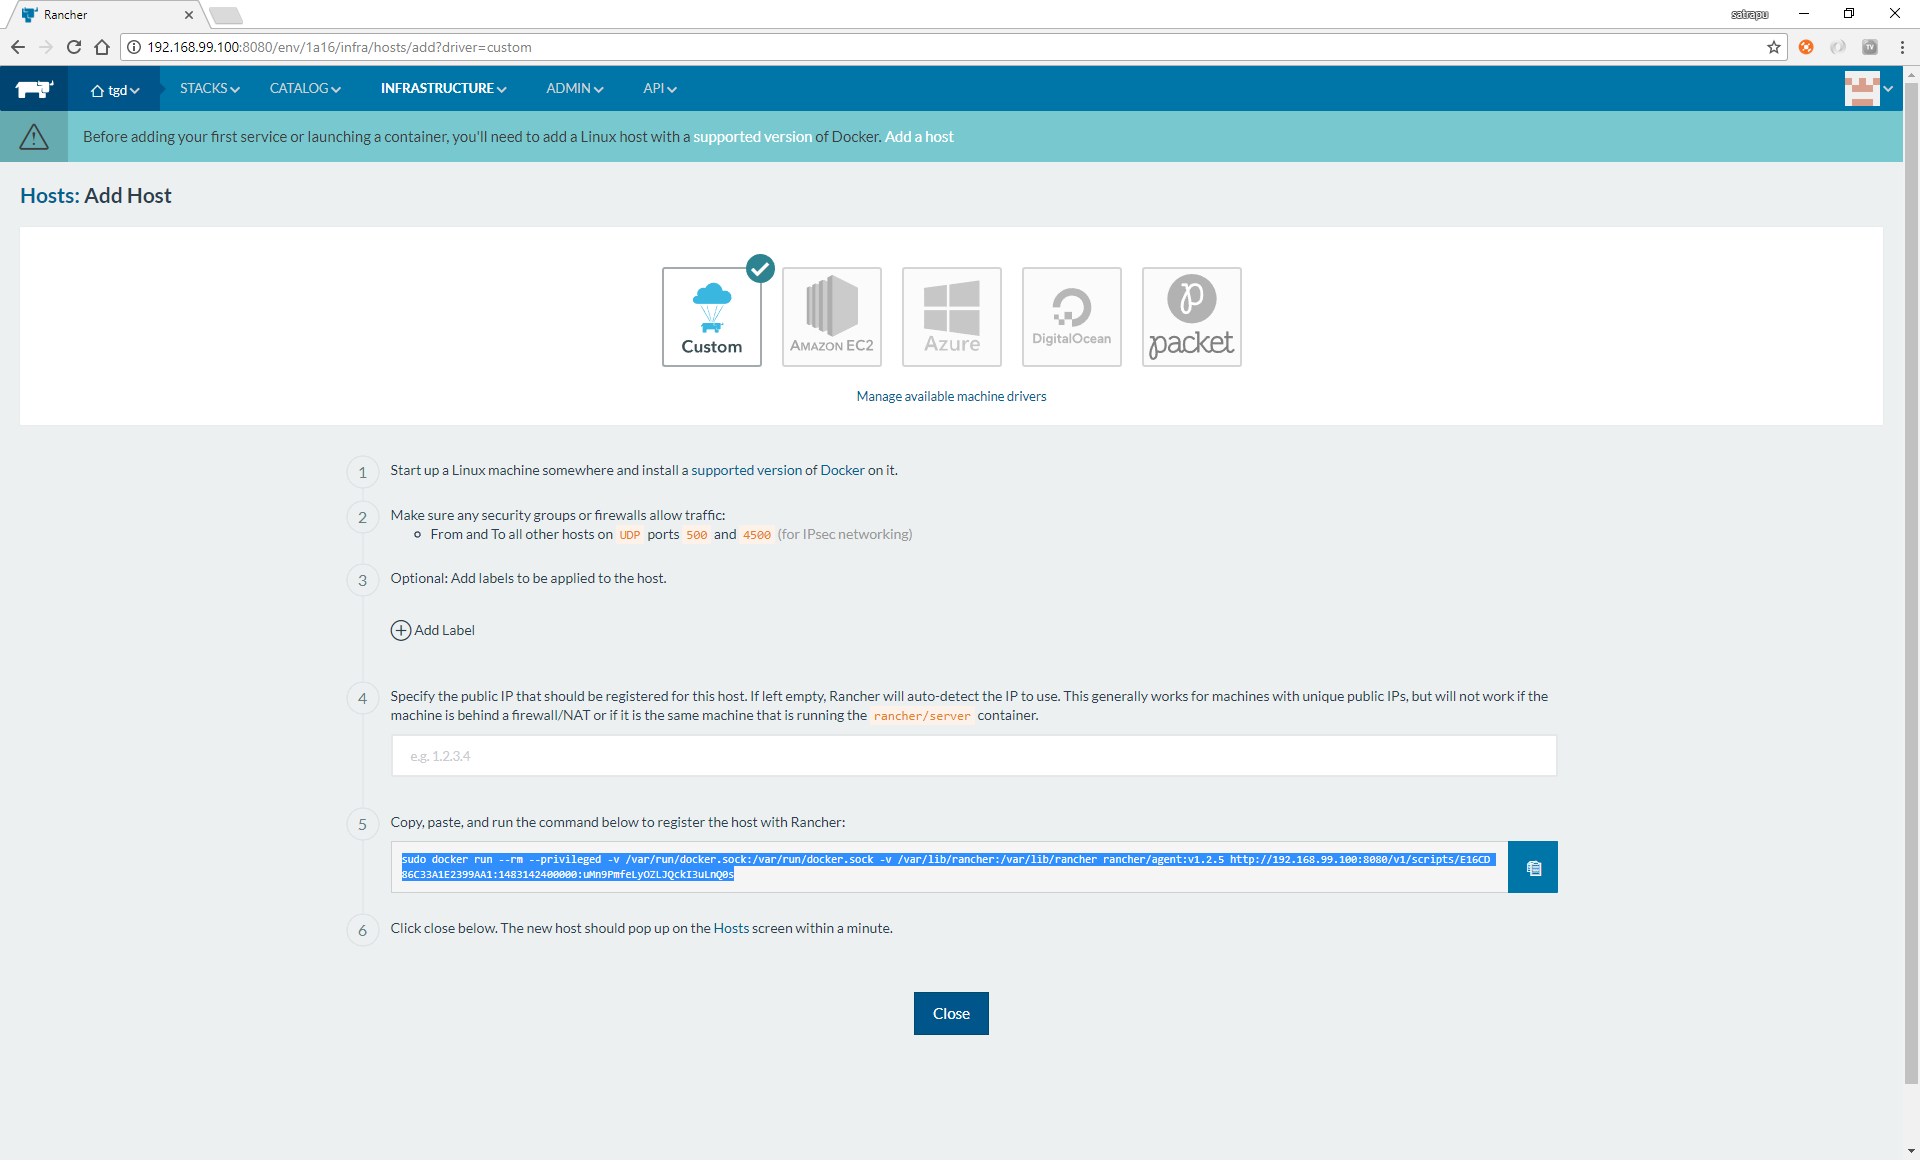 Rancher
satrapu
192.168.99.100:8080/env/1a16/infra/hosts/add?driver=custom
TV
tgd STACKS CATALOG INFRASTRUCTURE ADMIN API
Before adding your first service or launching a container, you'll need to add a Linux host with a supported version of Docker. Add a host
Hosts: Add Host
Custom
AMAZON EC2
Azure
DigitalOcean
packet
Manage available machine drivers
1 Start up a Linux machine somewhere and install a supported version of Docker on it.
2 Make sure any security groups or firewalls allow traffic:
From and To all other hosts on UDP ports 500 and 4500 (for IPsec networking)
3 Optional: Add labels to be applied to the host.
Add Label
4 Specify the public IP that should be registered for this host. If left empty, Rancher will auto-detect the IP to use. This generally works for machines with unique public IPs, but will not work if the
machine is behind a firewall/NAT or if it is the same machine that is running the rancher/server container.
e.g. 1.2.3.4
5 Copy, paste, and run the command below to register the host with Rancher:
sudo docker run --rm --privileged -v /var/run/docker.sock:/var/run/docker.sock -v /var/lib/rancher:/var/lib/rancher rancher/agent:v1.2.5 http://192.168.99.100:8080/v1/scripts/E16CD
86C33A1E2399AA1:1483142400000:uMn9PmfeLyOZLJQckI3uLnQ0s
6 Click close below. The new host should pop up on the Hosts screen within a minute.
Close